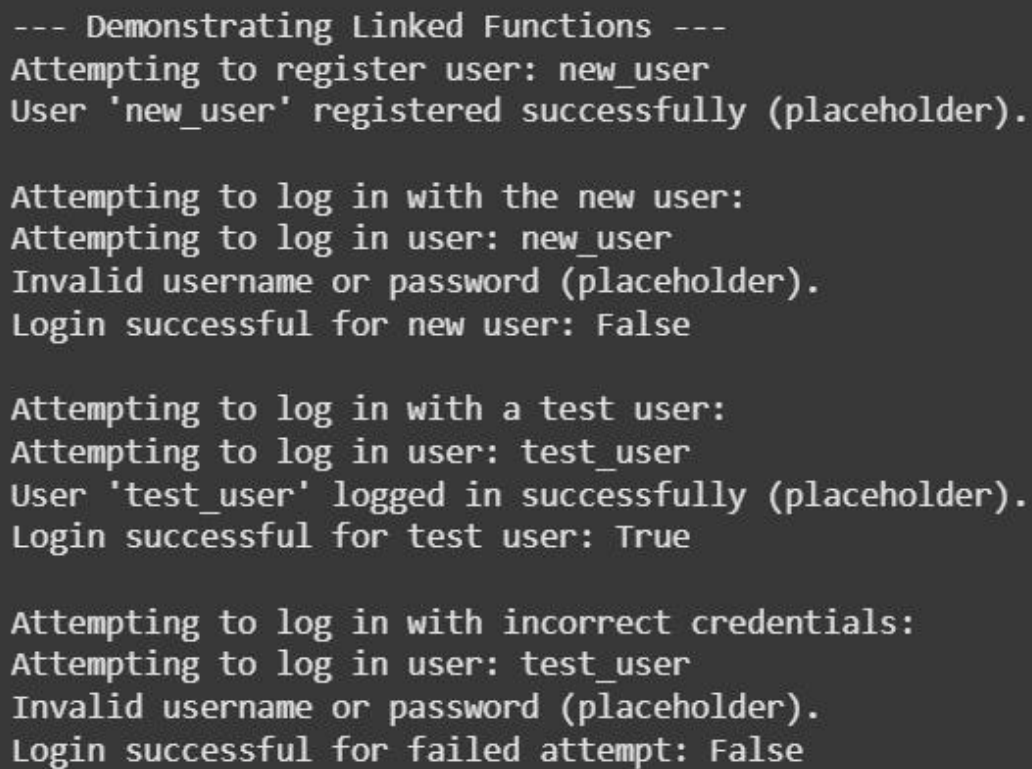 --- Demonstrating Linked Functions ---
Attempting to register user: new_user
User 'new_user' registered successfully (placeholder).
Attempting to log in with the new user:
Attempting to log in user: new_user
Invalid username or password (placeholder).
Login successful for new user: False
Attempting to log in with a test user:
Attempting to log in user: test_user
User 'test_user' logged in successfully (placeholder).
Login successful for test user: True
Attempting to log in with incorrect credentials:
Attempting to log in user: test_user
Invalid username or password (placeholder).
Login successful for failed attempt: False